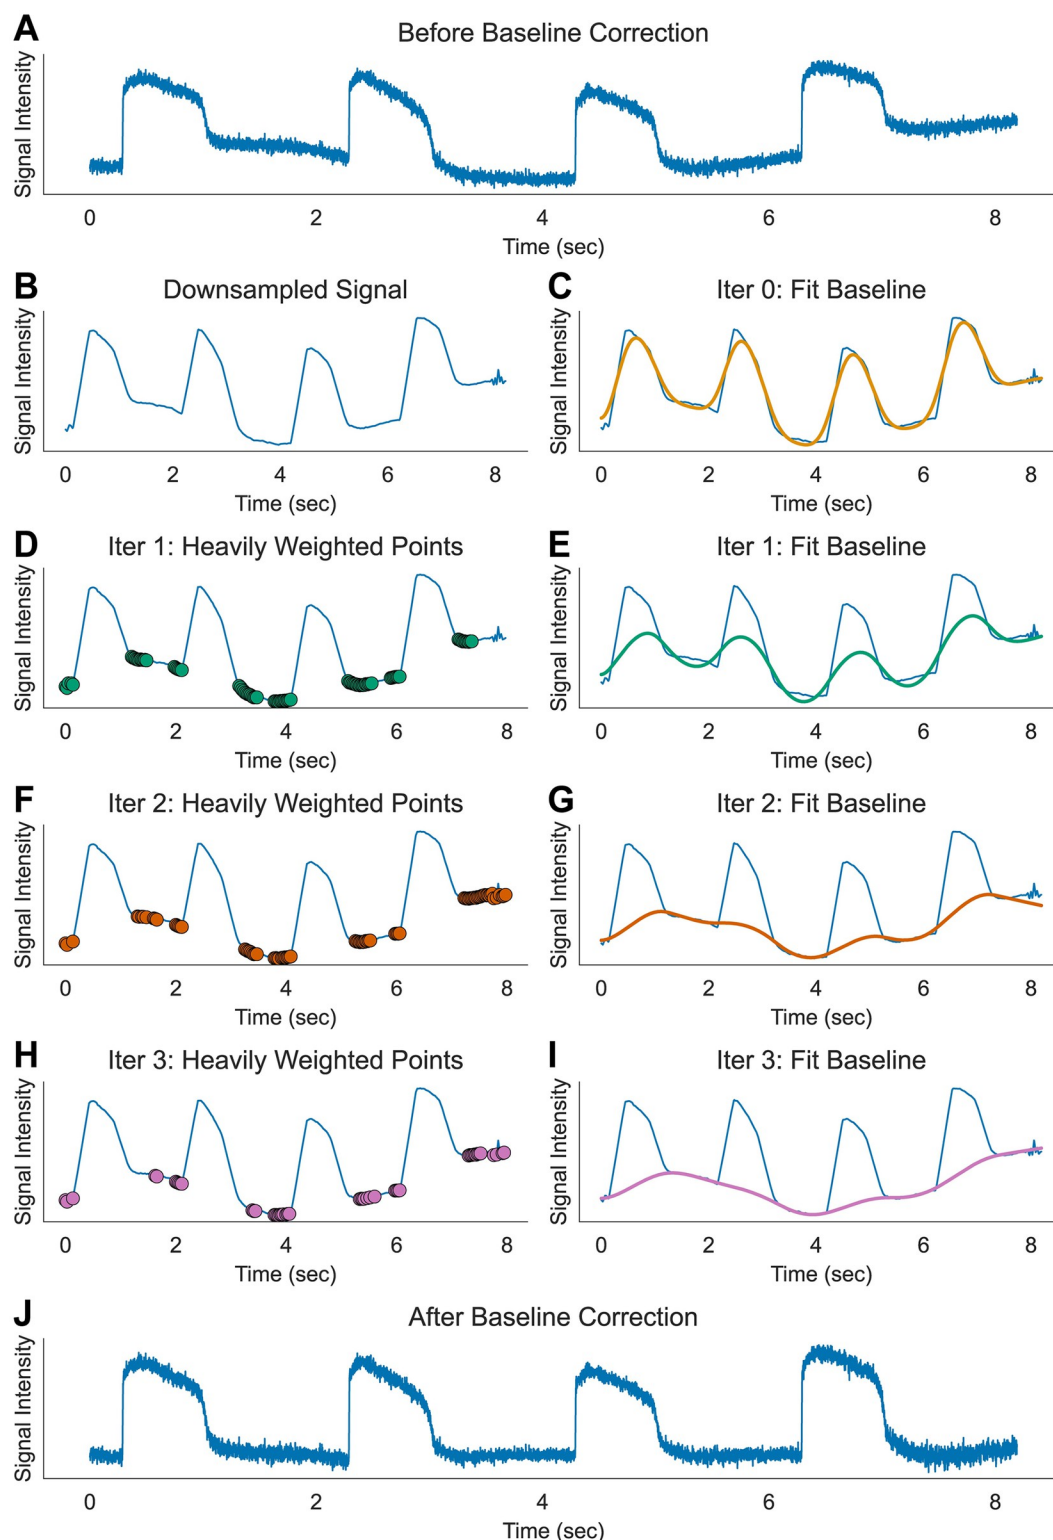 A
Before Baseline Correction
Signal Intensity
0 2 4 6 8
Time (sec)
B
Downsampled Signal
Signal Intensity
0 2 4 6 8
Time (sec)
C
Iter 0: Fit Baseline
Signal Intensity
0 2 4 6 8
Time (sec)
D
Iter 1: Heavily Weighted Points
Signal Intensity
0 2 4 6 8
Time (sec)
E
Iter 1: Fit Baseline
Signal Intensity
0 2 4 6 8
Time (sec)
F
Iter 2: Heavily Weighted Points
Signal Intensity
0 2 4 6 8
Time (sec)
G
Iter 2: Fit Baseline
Signal Intensity
0 2 4 6 8
Time (sec)
H
Iter 3: Heavily Weighted Points
Signal Intensity
0 2 4 6 8
Time (sec)
I
Iter 3: Fit Baseline
Signal Intensity
0 2 4 6 8
Time (sec)
J
After Baseline Correction
Signal Intensity
0 2 4 6 8
Time (sec)